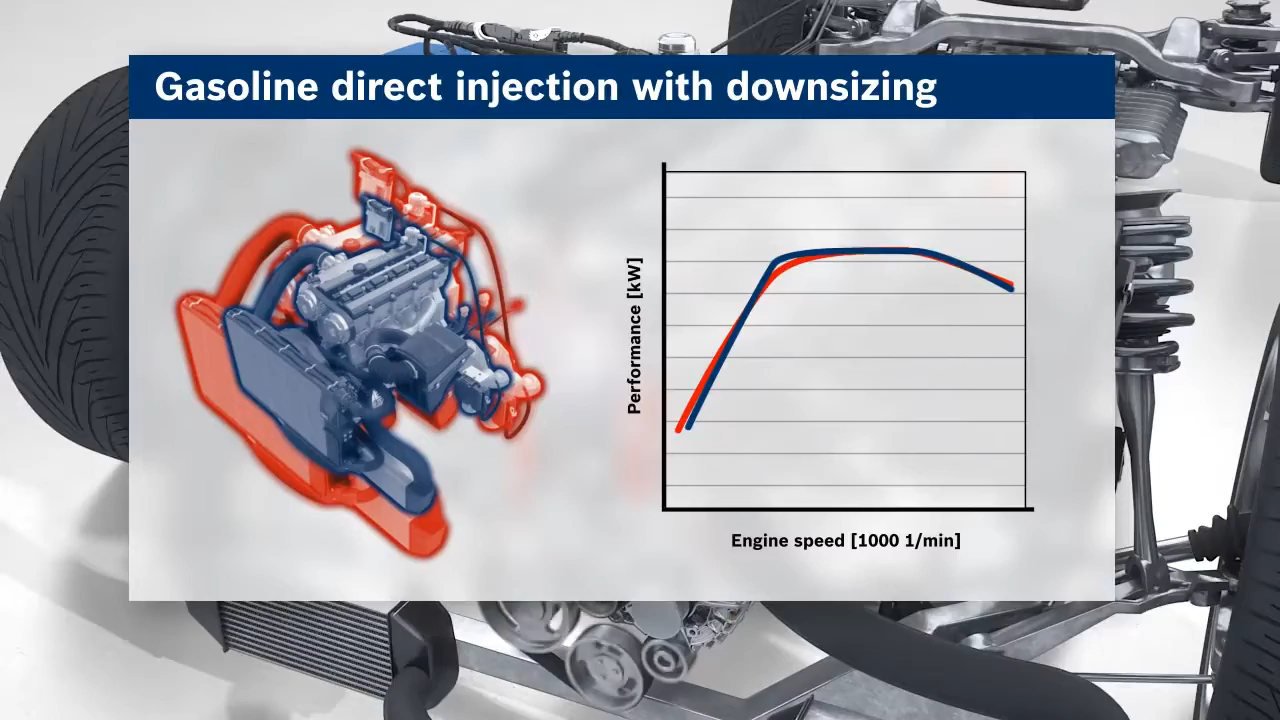 Gasoline direct injection with downsizing
Performance [kW]
Engine speed [1000 1/min]